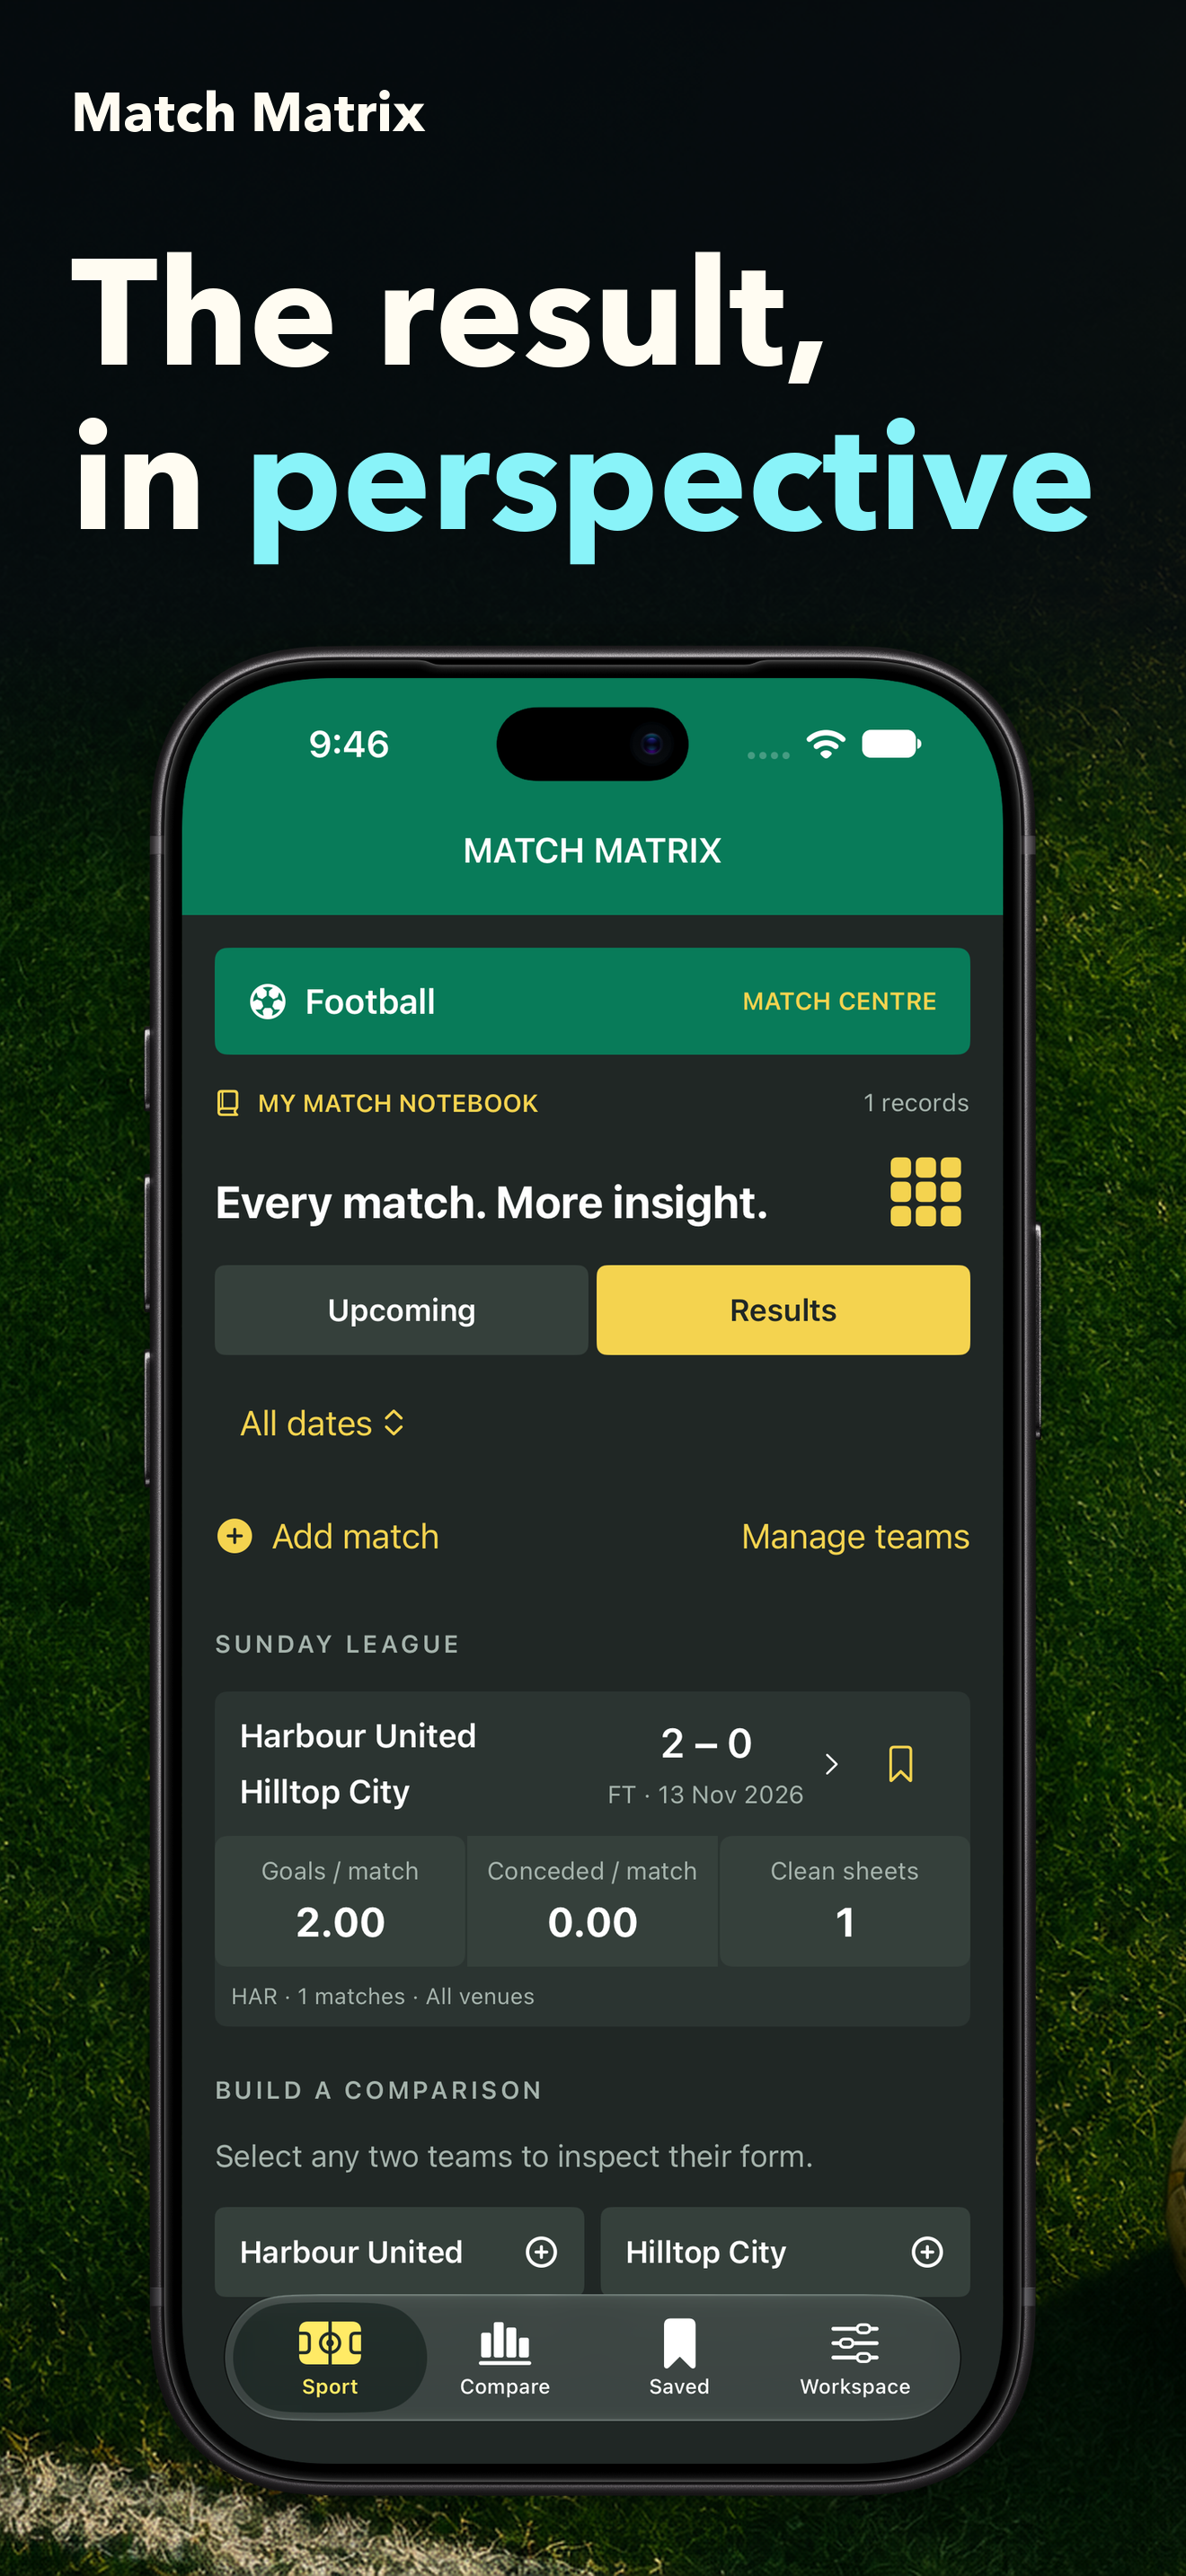 Match Matrix
The result,
in perspective
9:46
MATCH MATRIX
Football
MATCH CENTRE
MY MATCH NOTEBOOK
1 records
Every match. More insight.
Upcoming
Results
All dates
Add match
Manage teams
SUNDAY LEAGUE
Harbour United
2 – 0
Hilltop City
FT · 13 Nov 2026
Goals / match
Conceded / match
Clean sheets
2.00
0.00
1
HAR · 1 matches · All venues
BUILD A COMPARISON
Select any two teams to inspect their form.
Harbour United
Hilltop City
Sport
Compare
Saved
Workspace